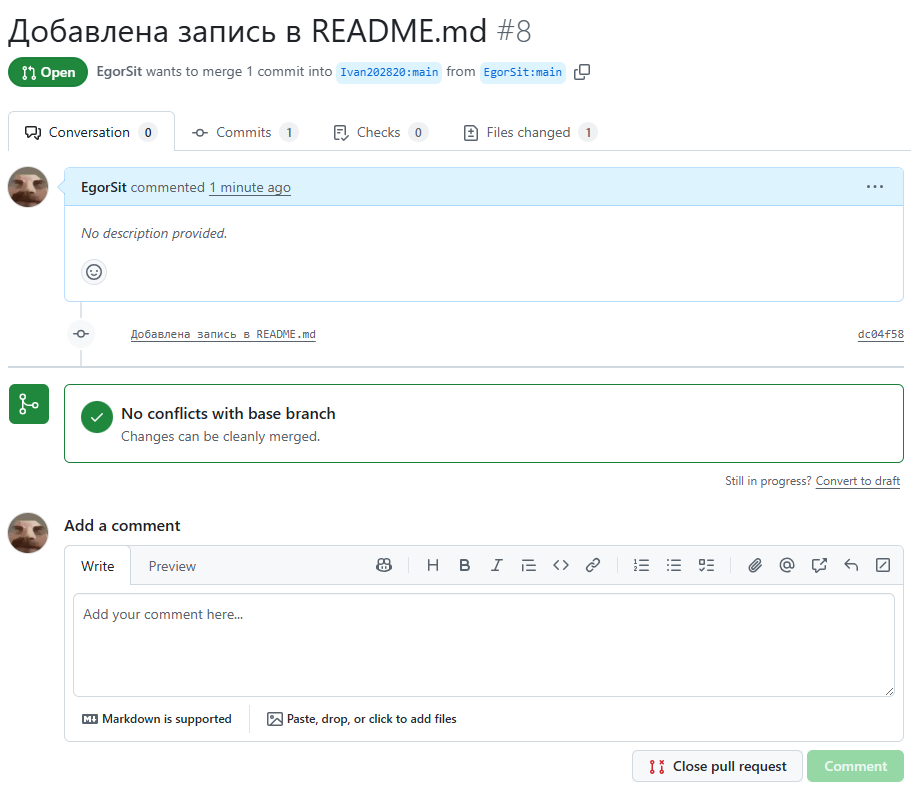 Добавлена запись в README.md #8
Open EgorSit wants to merge 1 commit into Ivan202820:main from EgorSit:main
Conversation 0 Commits 1 Checks 0 Files changed 1
EgorSit commented 1 minute ago
No description provided.
Добавлена запись в README.md dc04f58
No conflicts with base branch
Changes can be cleanly merged.
Still in progress? Convert to draft
Add a comment
Write Preview
Add your comment here...
Markdown is supported Paste, drop, or click to add files
Close pull request Comment